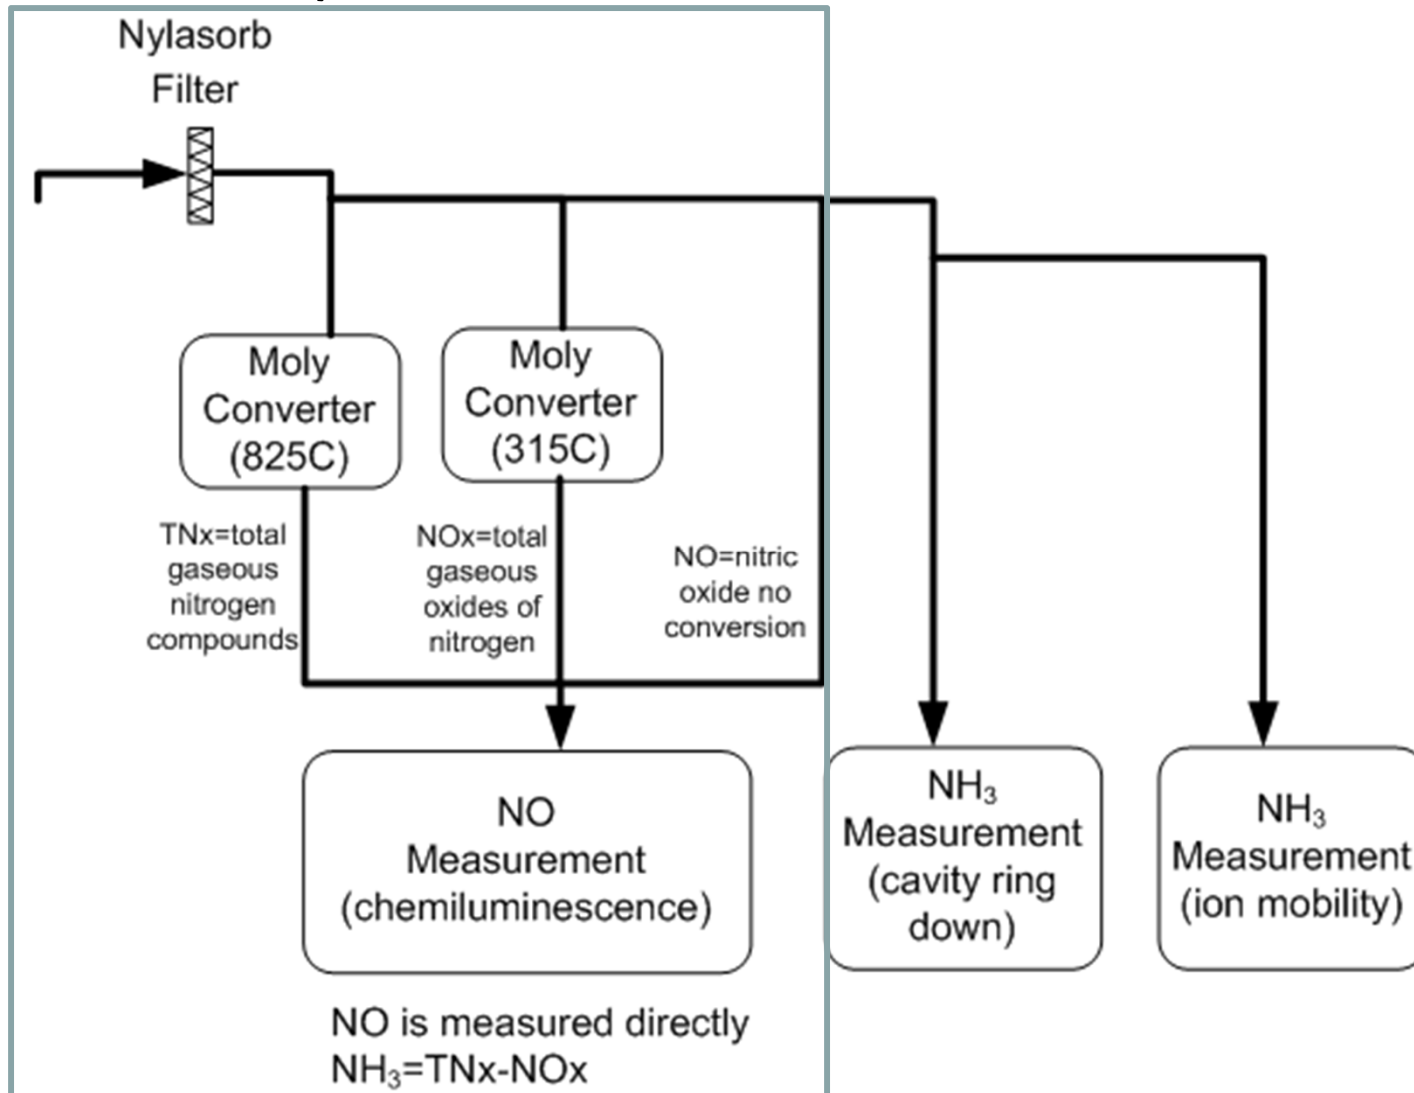 Nylasorb
Filter
Moly
Converter
(825C)
Moly
Converter
(315C)
TNx=total
gaseous
nitrogen
compounds
NOx=total
gaseous
oxides of
nitrogen
NO=nitric
oxide no
conversion
NO
Measurement
(chemiluminescence)
NH₃
Measurement
(cavity ring
down)
NH₃
Measurement
(ion mobility)
NO is measured directly
NH₃=TNx-NOx